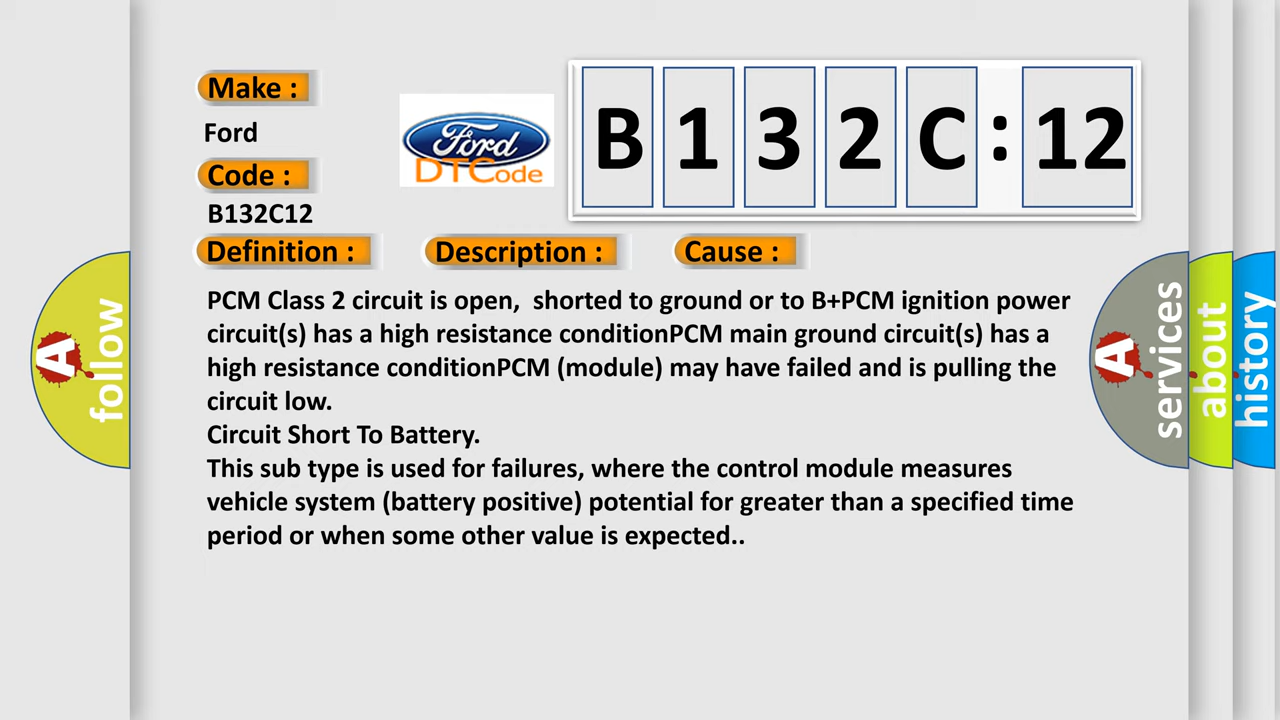 Make :
Ford
Code :
B132C12
Ford
DTCode
B 1 3 2 C : 12
Definition :
Description :
Cause :
PCM Class 2 circuit is open,  shorted to ground or to B+PCM ignition power
circuit(s) has a high resistance conditionPCM main ground circuit(s) has a
high resistance conditionPCM (module) may have failed and is pulling the
circuit low.
Circuit Short To Battery.
This sub type is used for failures, where the control module measures
vehicle system (battery positive) potential for greater than a specified time
period or when some other value is expected..
A
follow
A
services
about
history